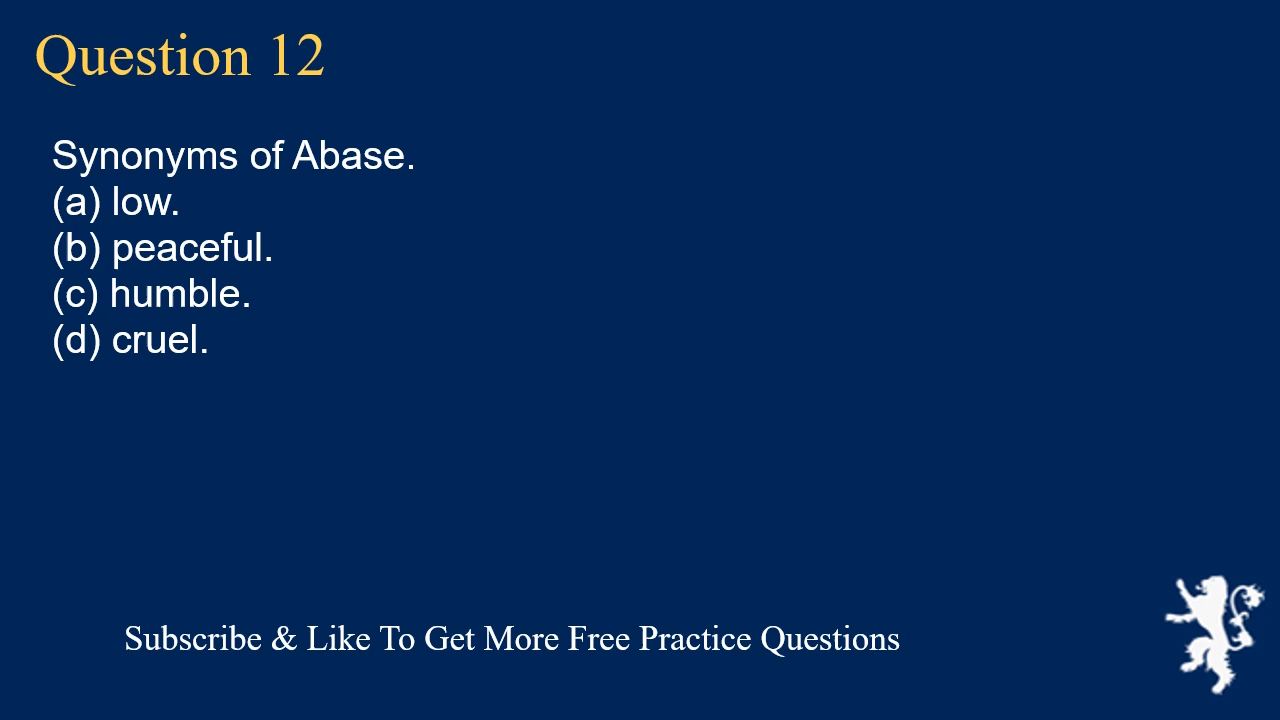 Question 12
Synonyms of Abase.
(a) low.
(b) peaceful.
(c) humble.
(d) cruel.
Subscribe & Like To Get More Free Practice Questions